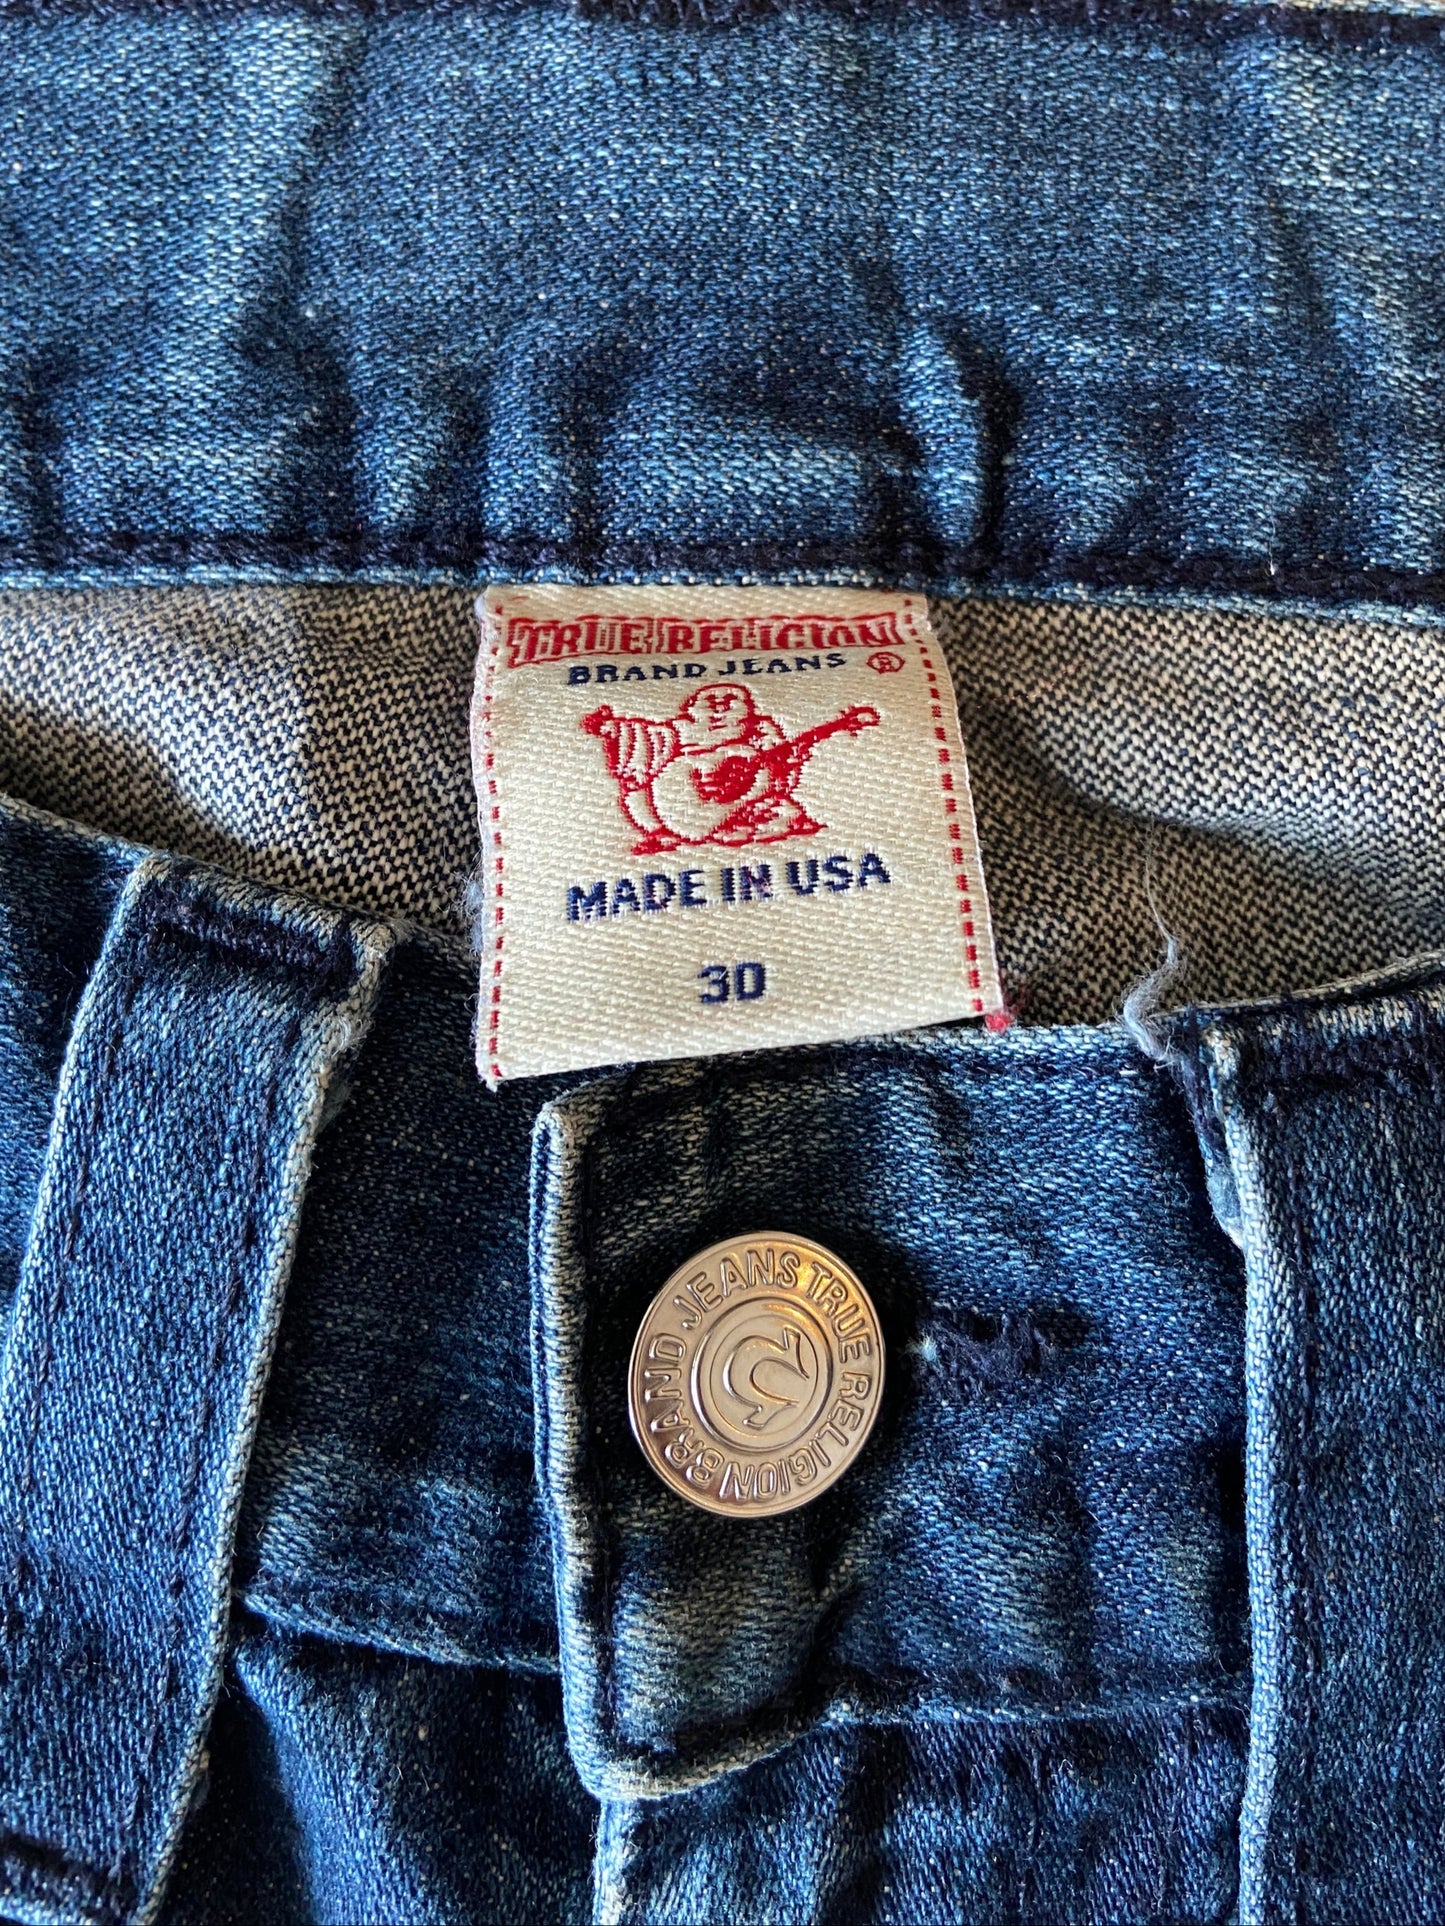 TRUE RELIGION
BRAND JEANS ®
MADE IN USA
30
TRUE RELIGION BRAND JEANS